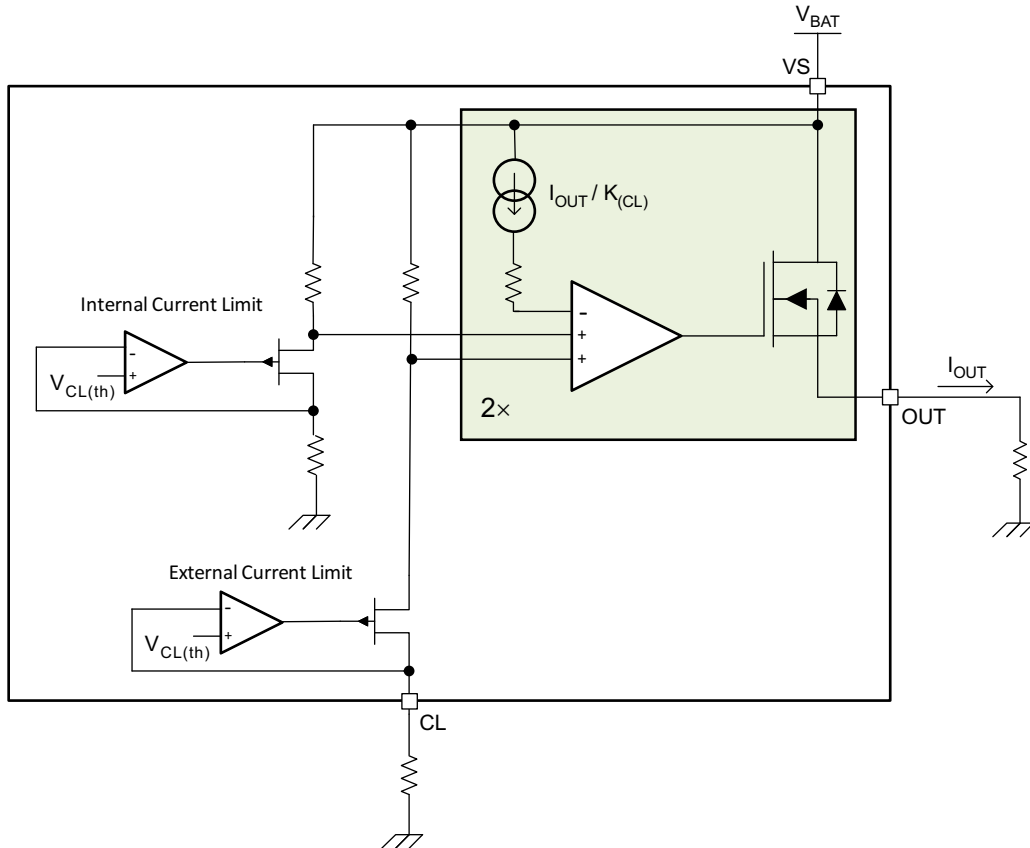 V_BAT
VS
I_OUT / K_(CL)
Internal Current Limit
-
+
V_CL(th)
-
+
+
2×
I_OUT
OUT
External Current Limit
-
+
V_CL(th)
CL